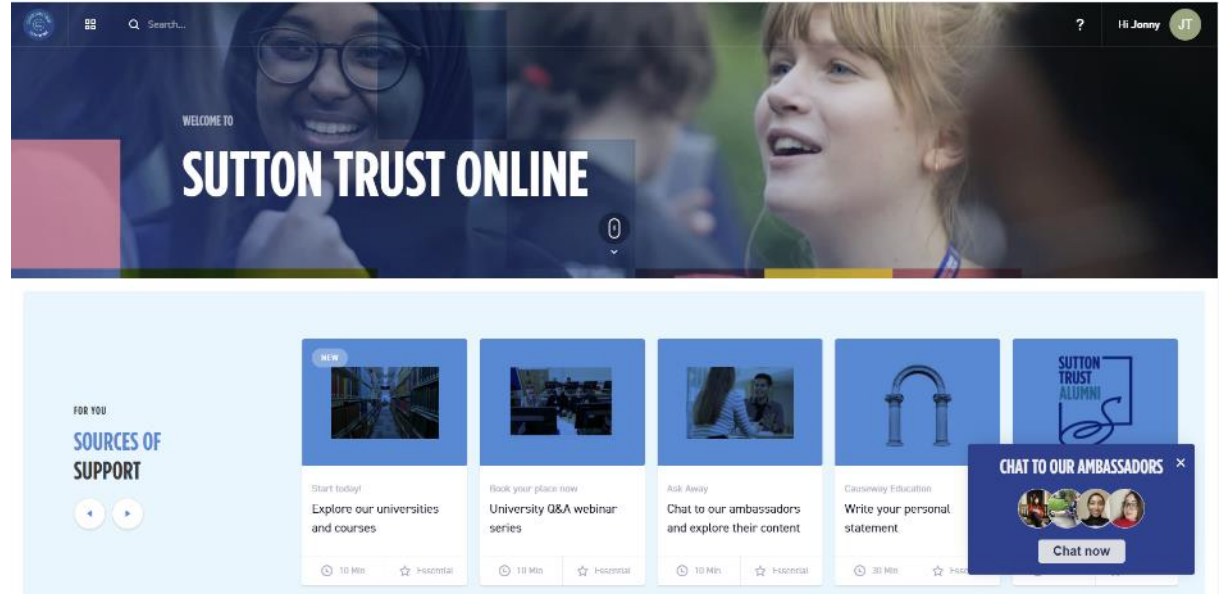 Search...
?
Hi Jonny
JT
WELCOME TO
SUTTON TRUST ONLINE
FOR YOU
SOURCES OF
SUPPORT
NEW
Start today!
Explore our universities
and courses
10 Min
Essential
Book your place now
University Q&A webinar
series
10 Min
Essential
Ask Away
Chat to our ambassadors
and explore their content
10 Min
Essential
Causeway Education
Write your personal
statement
30 Min
SUTTON
TRUST
ALUMNI
CHAT TO OUR AMBASSADORS
Chat now